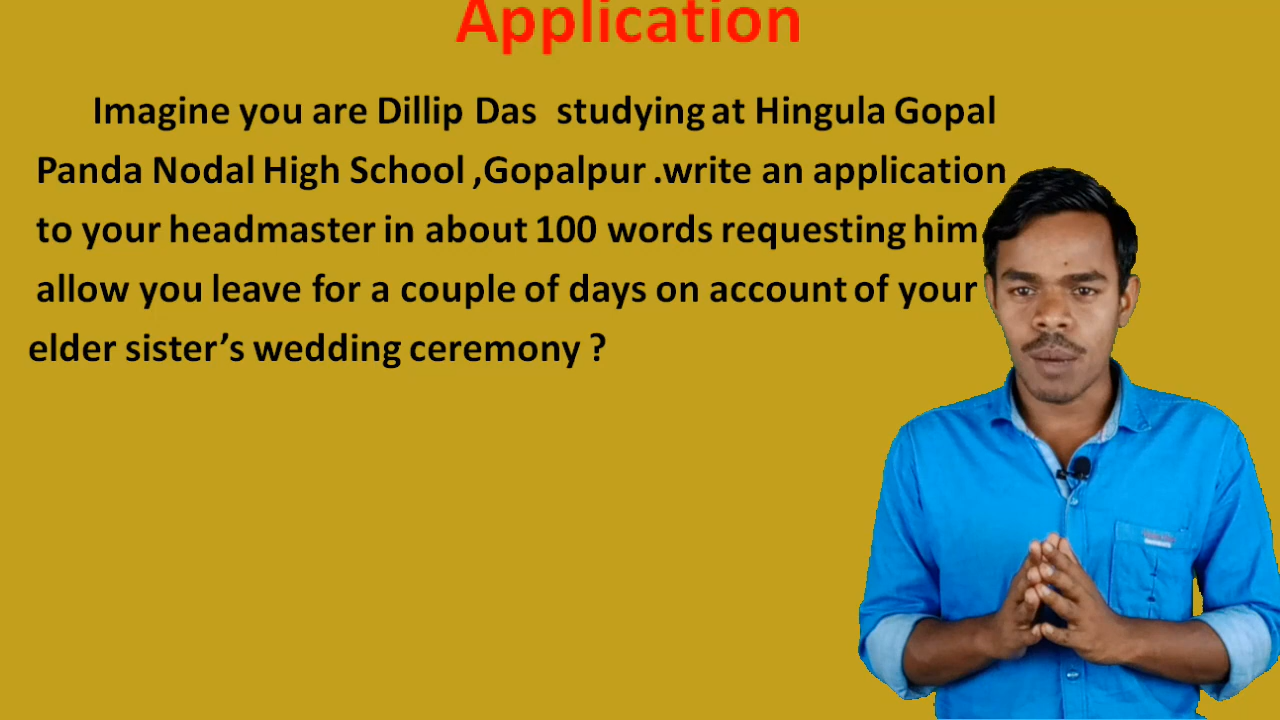 Application
Imagine you are Dillip Das studying at Hingula Gopal
Panda Nodal High School ,Gopalpur .write an application
to your headmaster in about 100 words requesting him
allow you leave for a couple of days on account of your
elder sister’s wedding ceremony ?